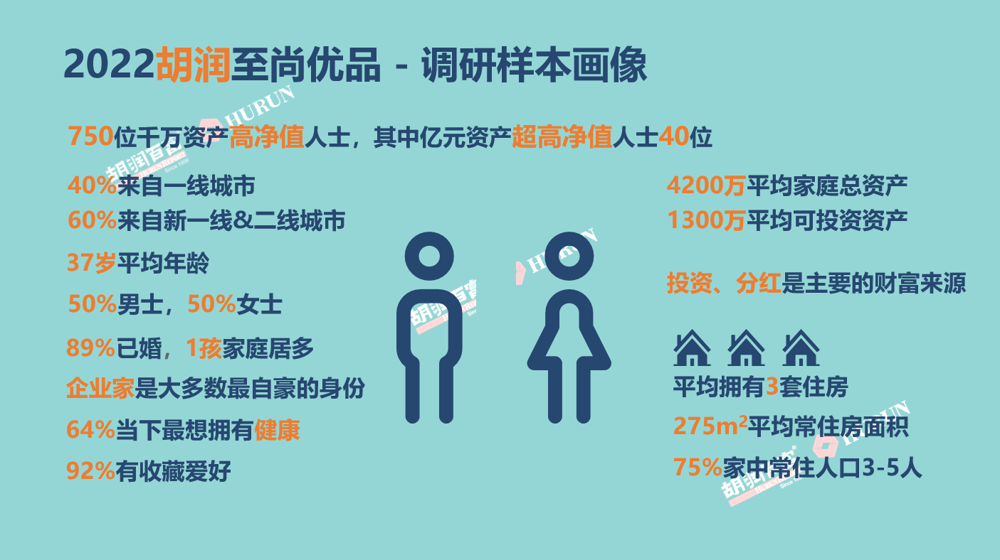 2022胡润至尚优品 - 调研样本画像
750位千万资产高净值人士，其中亿元资产超高净值人士40位
40%来自一线城市
60%来自新一线&二线城市
37岁平均年龄
50%男士，50%女士
89%已婚，1孩家庭居多
企业家是大多数最自豪的身份
64%当下最想拥有健康
92%有收藏爱好
4200万平均家庭总资产
1300万平均可投资资产
投资、分红是主要的财富来源
平均拥有3套住房
275m²平均常住房面积
75%家中常住人口3-5人
HURUN
胡润百富
HURUN REPORT
Since 1999
HURUN
胡润百富
HURUN
胡润百富